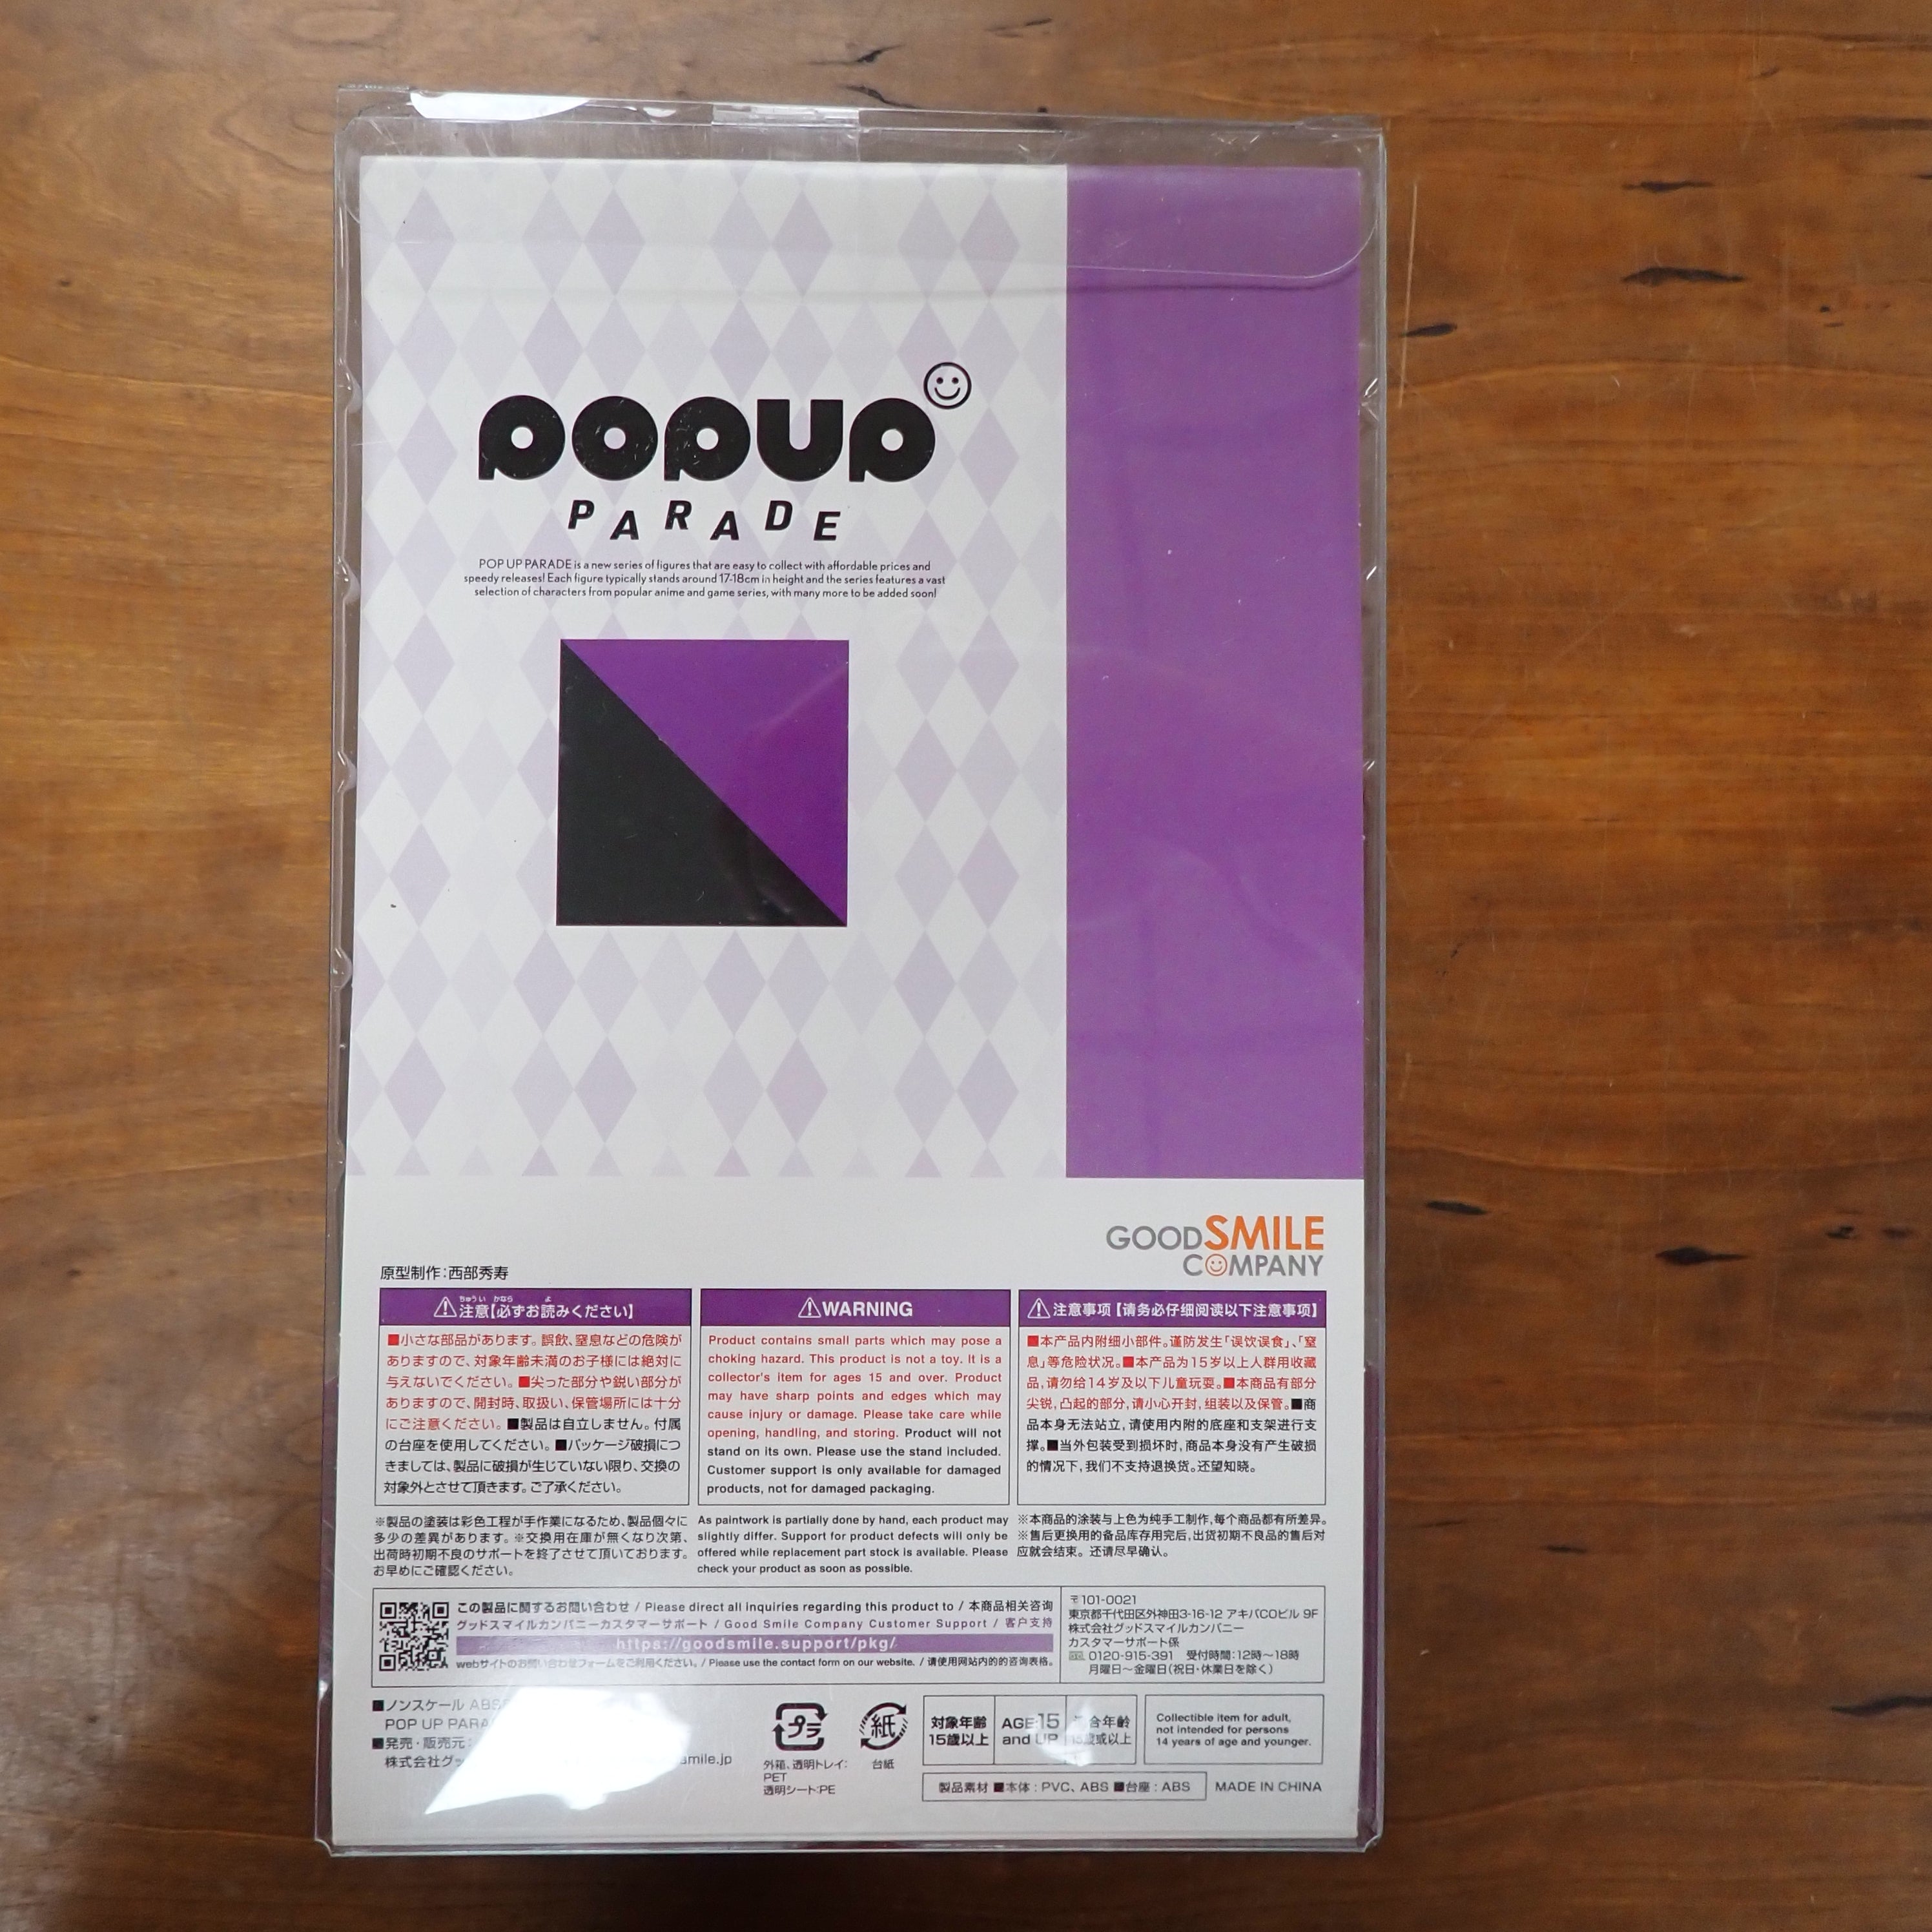 POPUP
PARADE
POP UP PARADE is a new series of figures that are easy to collect with affordable prices and
speedy releases! Each figure typically stands around 17-18cm in height and the series features a vast
selection of characters from popular anime and game series, with many more to be added soon!
GOODSMILE
COMPANY
原型制作:西部秀寿
ちゅうい かなら よ
注意【必ずお読みください】
■小さな部品があります。誤飲、窒息などの危険が
ありますので、対象年齢未満のお子様には絶対に
与えないでください。■尖った部分や鋭い部分が
ありますので、開封時、取扱い、保管場所には十分
にご注意ください。■製品は自立しません。付属
の台座を使用してください。■パッケージ破損につ
きましては、製品に破損が生じていない限り、交換の
対象外とさせて頂きます。ご了承ください。
WARNING
Product contains small parts which may pose a
choking hazard. This product is not a toy. It is a
collector's item for ages 15 and over. Product
may have sharp points and edges which may
cause injury or damage. Please take care while
opening, handling, and storing. Product will not
stand on its own. Please use the stand included.
Customer support is only available for damaged
products, not for damaged packaging.
注意事项【请务必仔细阅读以下注意事项】
■本产品内附细小部件。谨防发生「误饮误食」、「窒
息」等危险状况。■本产品为15岁以上人群用收藏
品,请勿给14岁及以下儿童玩耍。■本商品有部分
尖锐,凸起的部分,请小心开封,组装以及保管。■商
品本身无法站立,请使用内附的底座和支架进行支
撑。■当外包装受到损坏时,商品本身没有产生破损
的情况下,我们不支持退换货。还望知晓。
※製品の塗装は彩色工程が手作業になるため、製品個々に
多少の差異があります。※交換用在庫が無くなり次第、
出荷時初期不良のサポートを終了させて頂いております。
お早めにご確認ください。
As paintwork is partially done by hand, each product may
slightly differ. Support for product defects will only be
offered while replacement part stock is available. Please
check your product as soon as possible.
※本商品的涂装与上色为纯手工制作,每个商品都有所差异。
※售后更换用的备品库存用完后,出货初期不良品的售后对
应就会结束。还请尽早确认。
この製品に関するお問い合わせ / Please direct all inquiries regarding this product to / 本商品相关咨询
グッドスマイルカンパニーカスタマーサポート / Good Smile Company Customer Support / 客户支持
https://goodsmile.support/pkg/
webサイトのお問い合わせフォームをご利用ください。/ Please use the contact form on our website. / 请使用网站内的的咨询表格。
〒101-0021
東京都千代田区外神田3-16-12 アキバCOビル 9F
株式会社グッドスマイルカンパニー
カスタマーサポート係
0120-915-391 受付時間:12時〜18時
月曜日〜金曜日(祝日・休業日を除く)
■ノンスケール ABS
POP UP PARA
■発売・販売元:
株式会社グッ
smile.jp
プラ
外箱、透明トレイ:
PET
透明シート:PE
紙
台紙
対象年齢
15歳以上
AGE 15
and UP
适合年齢
15歳或以上
Collectible item for adult,
not intended for persons
14 years of age and younger.
製品素材 ■本体 : PVC、ABS ■台座 : ABS
MADE IN CHINA